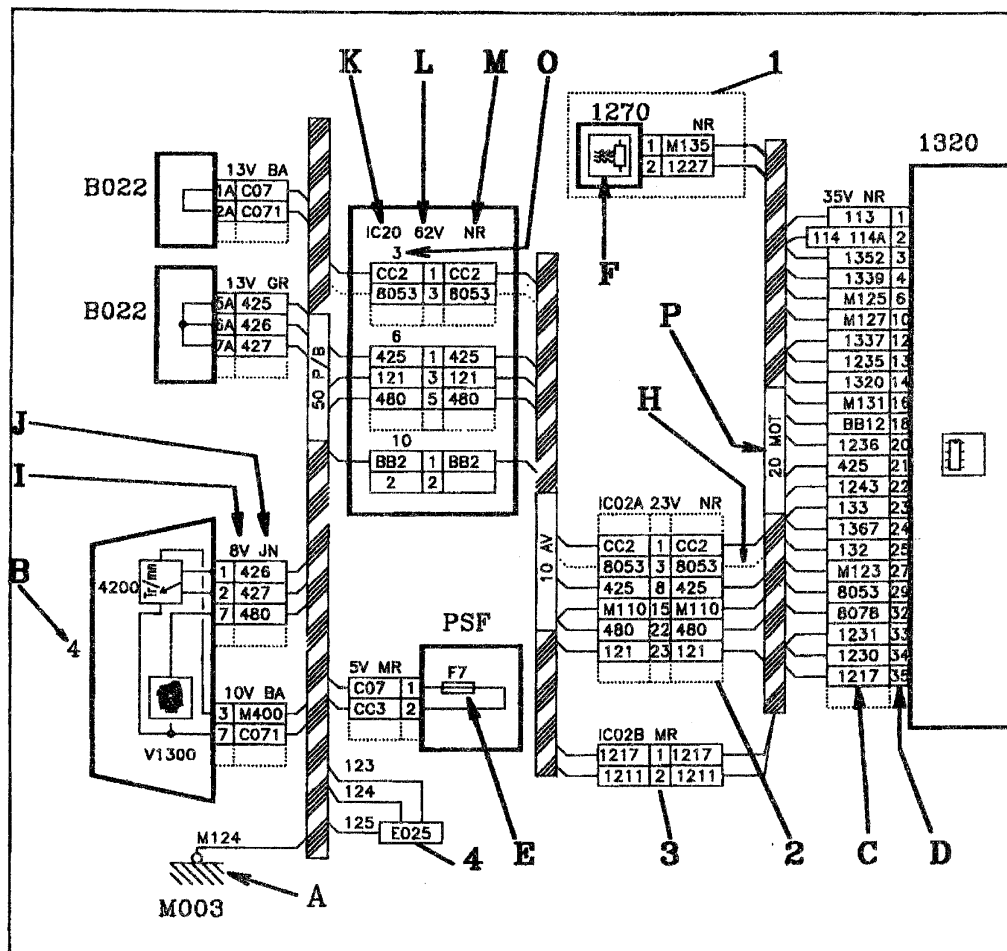 K L M O 1
1270
NR
1 M135
2 1227
F
1320
B022
13V BA
1A C07
2A C071
B022
13V GR
5A 425
6A 426
7A 427
IC20 62V NR
3
CC2 1 CC2
8053 3 8053
6
425 1 425
121 3 121
480 5 480
10
BB2 1 BB2
2 2
50 P B
10 AV
20 MOT
P
H
35V NR
113 1
114 114A 2
1352 3
1339 4
M125 6
M127 10
1337 12
1235 13
1320 14
M131 16
BB12 18
1236 20
425 21
1243 22
133 23
1367 24
132 25
M123 27
8053 29
8078 32
1231 33
1230 34
1217 35
J
I
B
4
8V JN
4200
Tr/mn
1 426
2 427
7 480
10V BA
3 M400
7 C071
V1300
IC02A 23V NR
CC2 1 CC2
8053 3 8053
425 8 425
M110 15 M110
480 22 480
121 23 121
PSF
5V MR
C07 1
CC3 2
F7
IC02B MR
1217 1 1217
1211 2 1211
123
124
125
E025
M124
M003
A
4 E 3 2 C D